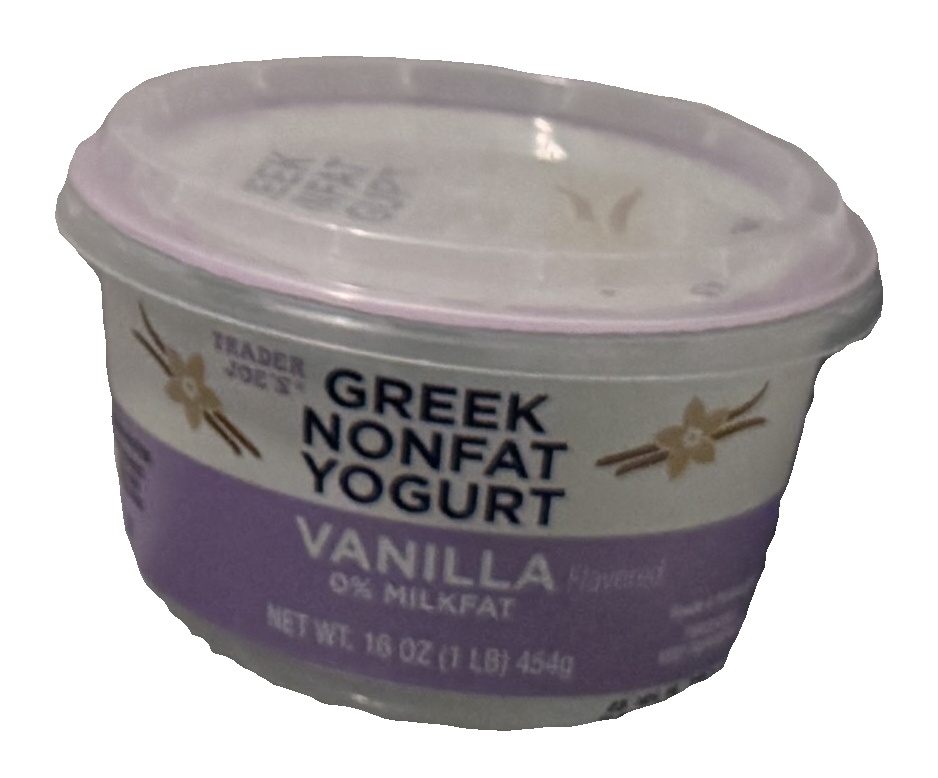 TRADER
JOE'S®
GREEK
NONFAT
YOGURT
VANILLA Flavored
0% MILKFAT
NET WT. 16 OZ (1 LB) 454g